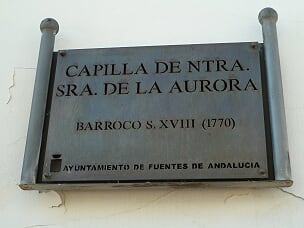 CAPILLA DE NTRA.
SRA. DE LA AURORA
BARROCO S. XVIII (1770)
AYUNTAMIENTO DE FUENTES DE ANDALUCIA